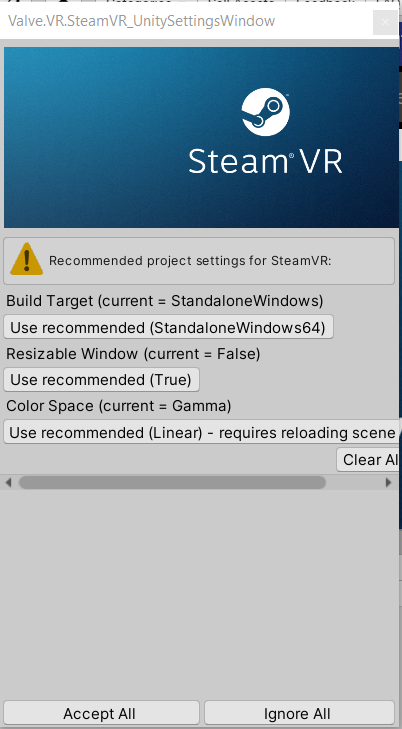 Valve.VR.SteamVR_UnitySettingsWindow
Steam®VR
Recommended project settings for SteamVR:
Build Target (current = StandaloneWindows)
Use recommended (StandaloneWindows64)
Resizable Window (current = False)
Use recommended (True)
Color Space (current = Gamma)
Use recommended (Linear) - requires reloading scene
Clear Al
Accept All
Ignore All